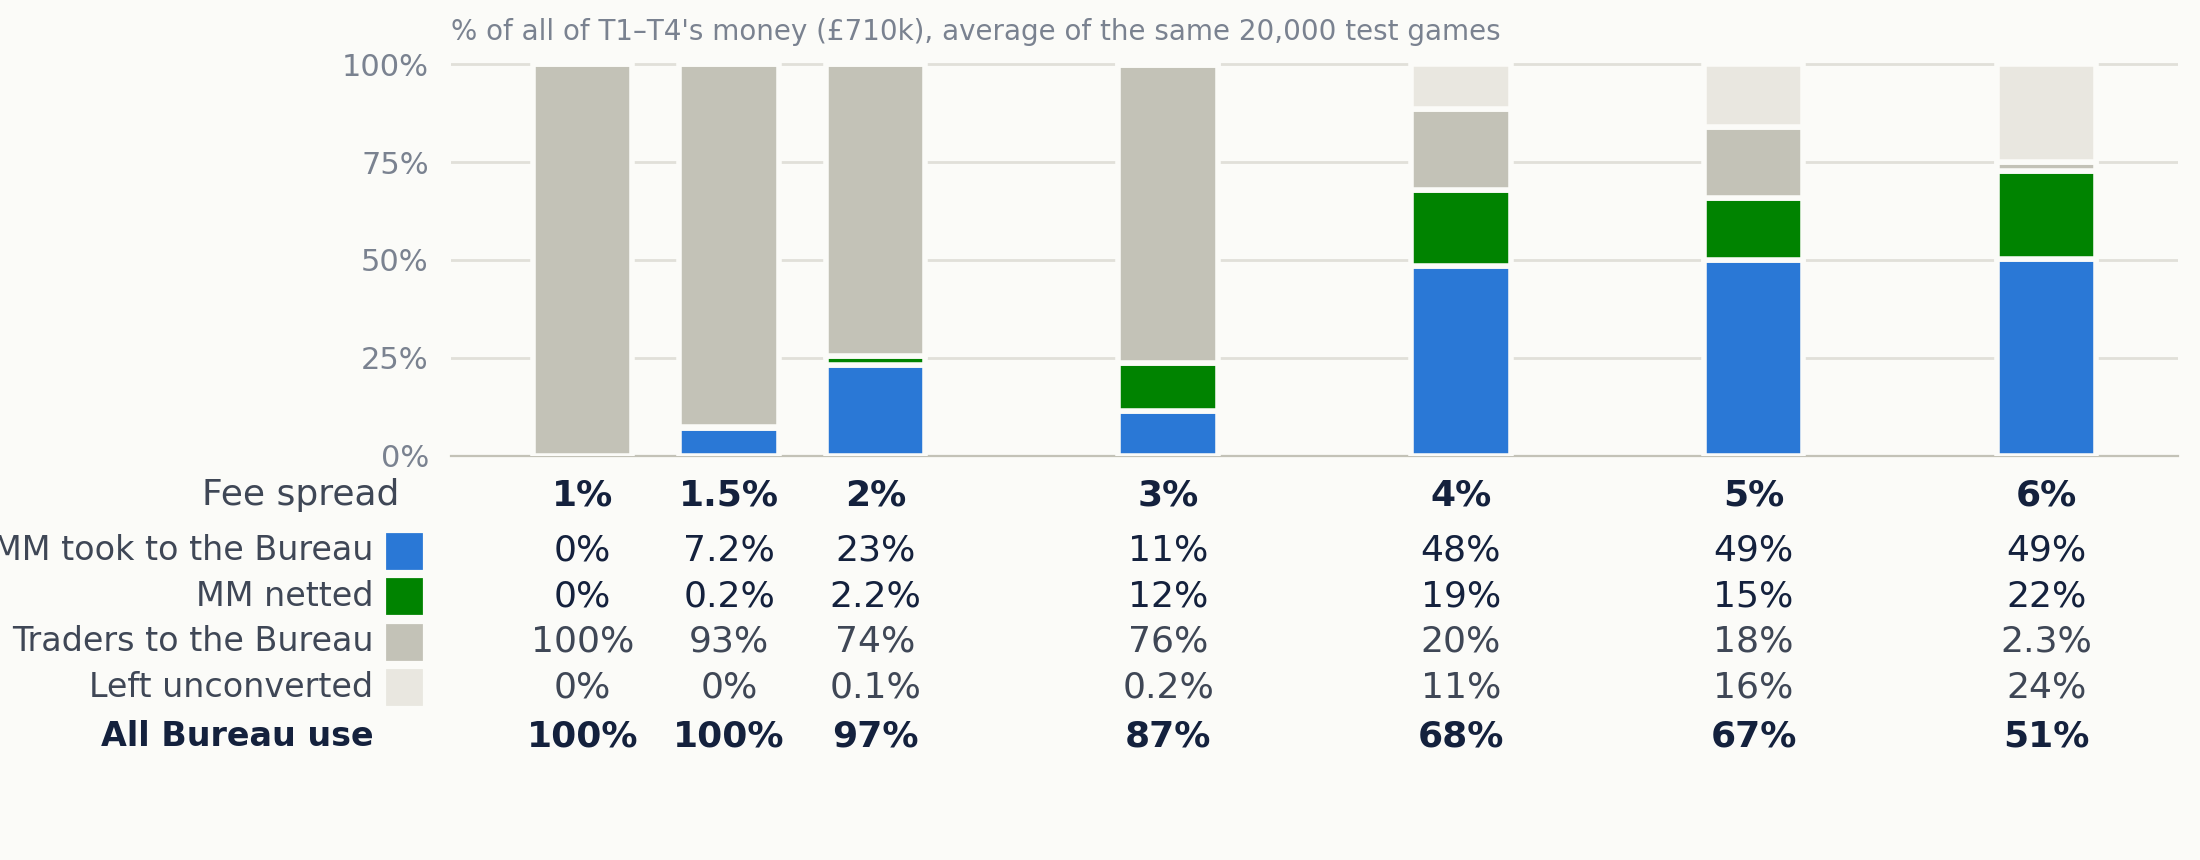 % of all of T1–T4's money (£710k), average of the same 20,000 test games
100%
75%
50%
25%
0%
Fee spread 1% 1.5% 2% 3% 4% 5% 6%
MM took to the Bureau 0% 7.2% 23% 11% 48% 49% 49%
MM netted 0% 0.2% 2.2% 12% 19% 15% 22%
Traders to the Bureau 100% 93% 74% 76% 20% 18% 2.3%
Left unconverted 0% 0% 0.1% 0.2% 11% 16% 24%
All Bureau use 100% 100% 97% 87% 68% 67% 51%